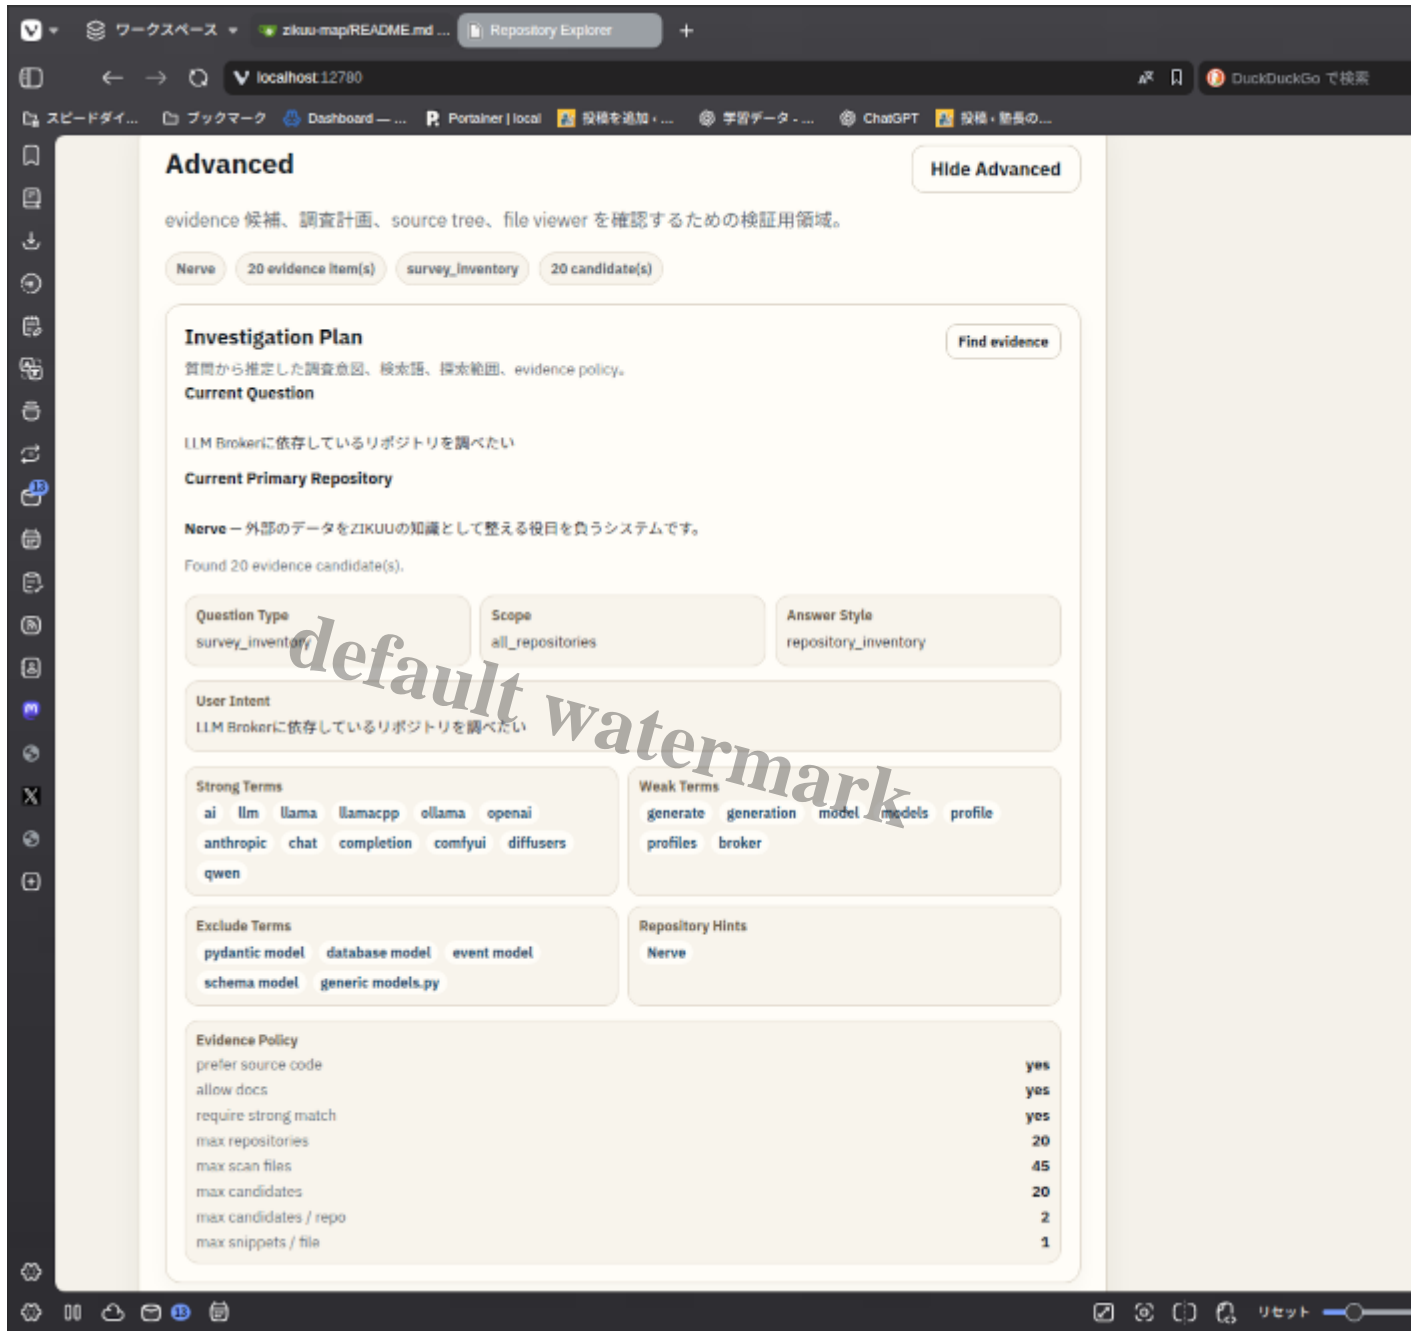 ワークスペース
zikuu-map/README.md ...
Repository Explorer
localhost:12780
DuckDuckGo で検索
スピードダイ...
ブックマーク
Dashboard — ...
Portainer | local
投稿を追加 ‹ ...
学習データ - ...
ChatGPT
投稿 ‹ 塾長の...
Advanced
Hide Advanced
evidence 候補、調査計画、source tree、file viewer を確認するための検証用領域。
Nerve
20 evidence item(s)
survey_inventory
20 candidate(s)
Investigation Plan
Find evidence
質問から推定した調査意図、検索語、探索範囲、evidence policy。
Current Question
LLM Brokerに依存しているリポジトリを調べたい
Current Primary Repository
Nerve — 外部のデータをZIKUUの知識として整える役目を負うシステムです。
Found 20 evidence candidate(s).
Question Type
survey_inventory
Scope
all_repositories
Answer Style
repository_inventory
default watermark
User Intent
LLM Brokerに依存しているリポジトリを調べたい
Strong Terms
ai llm llama llamacpp ollama openai
anthropic chat completion comfyui diffusers
qwen
Weak Terms
generate generation model models profile
profiles broker
Exclude Terms
pydantic model database model event model
schema model generic models.py
Repository Hints
Nerve
Evidence Policy
prefer source code yes
allow docs yes
require strong match yes
max repositories 20
max scan files 45
max candidates 20
max candidates / repo 2
max snippets / file 1
13
13
リセット